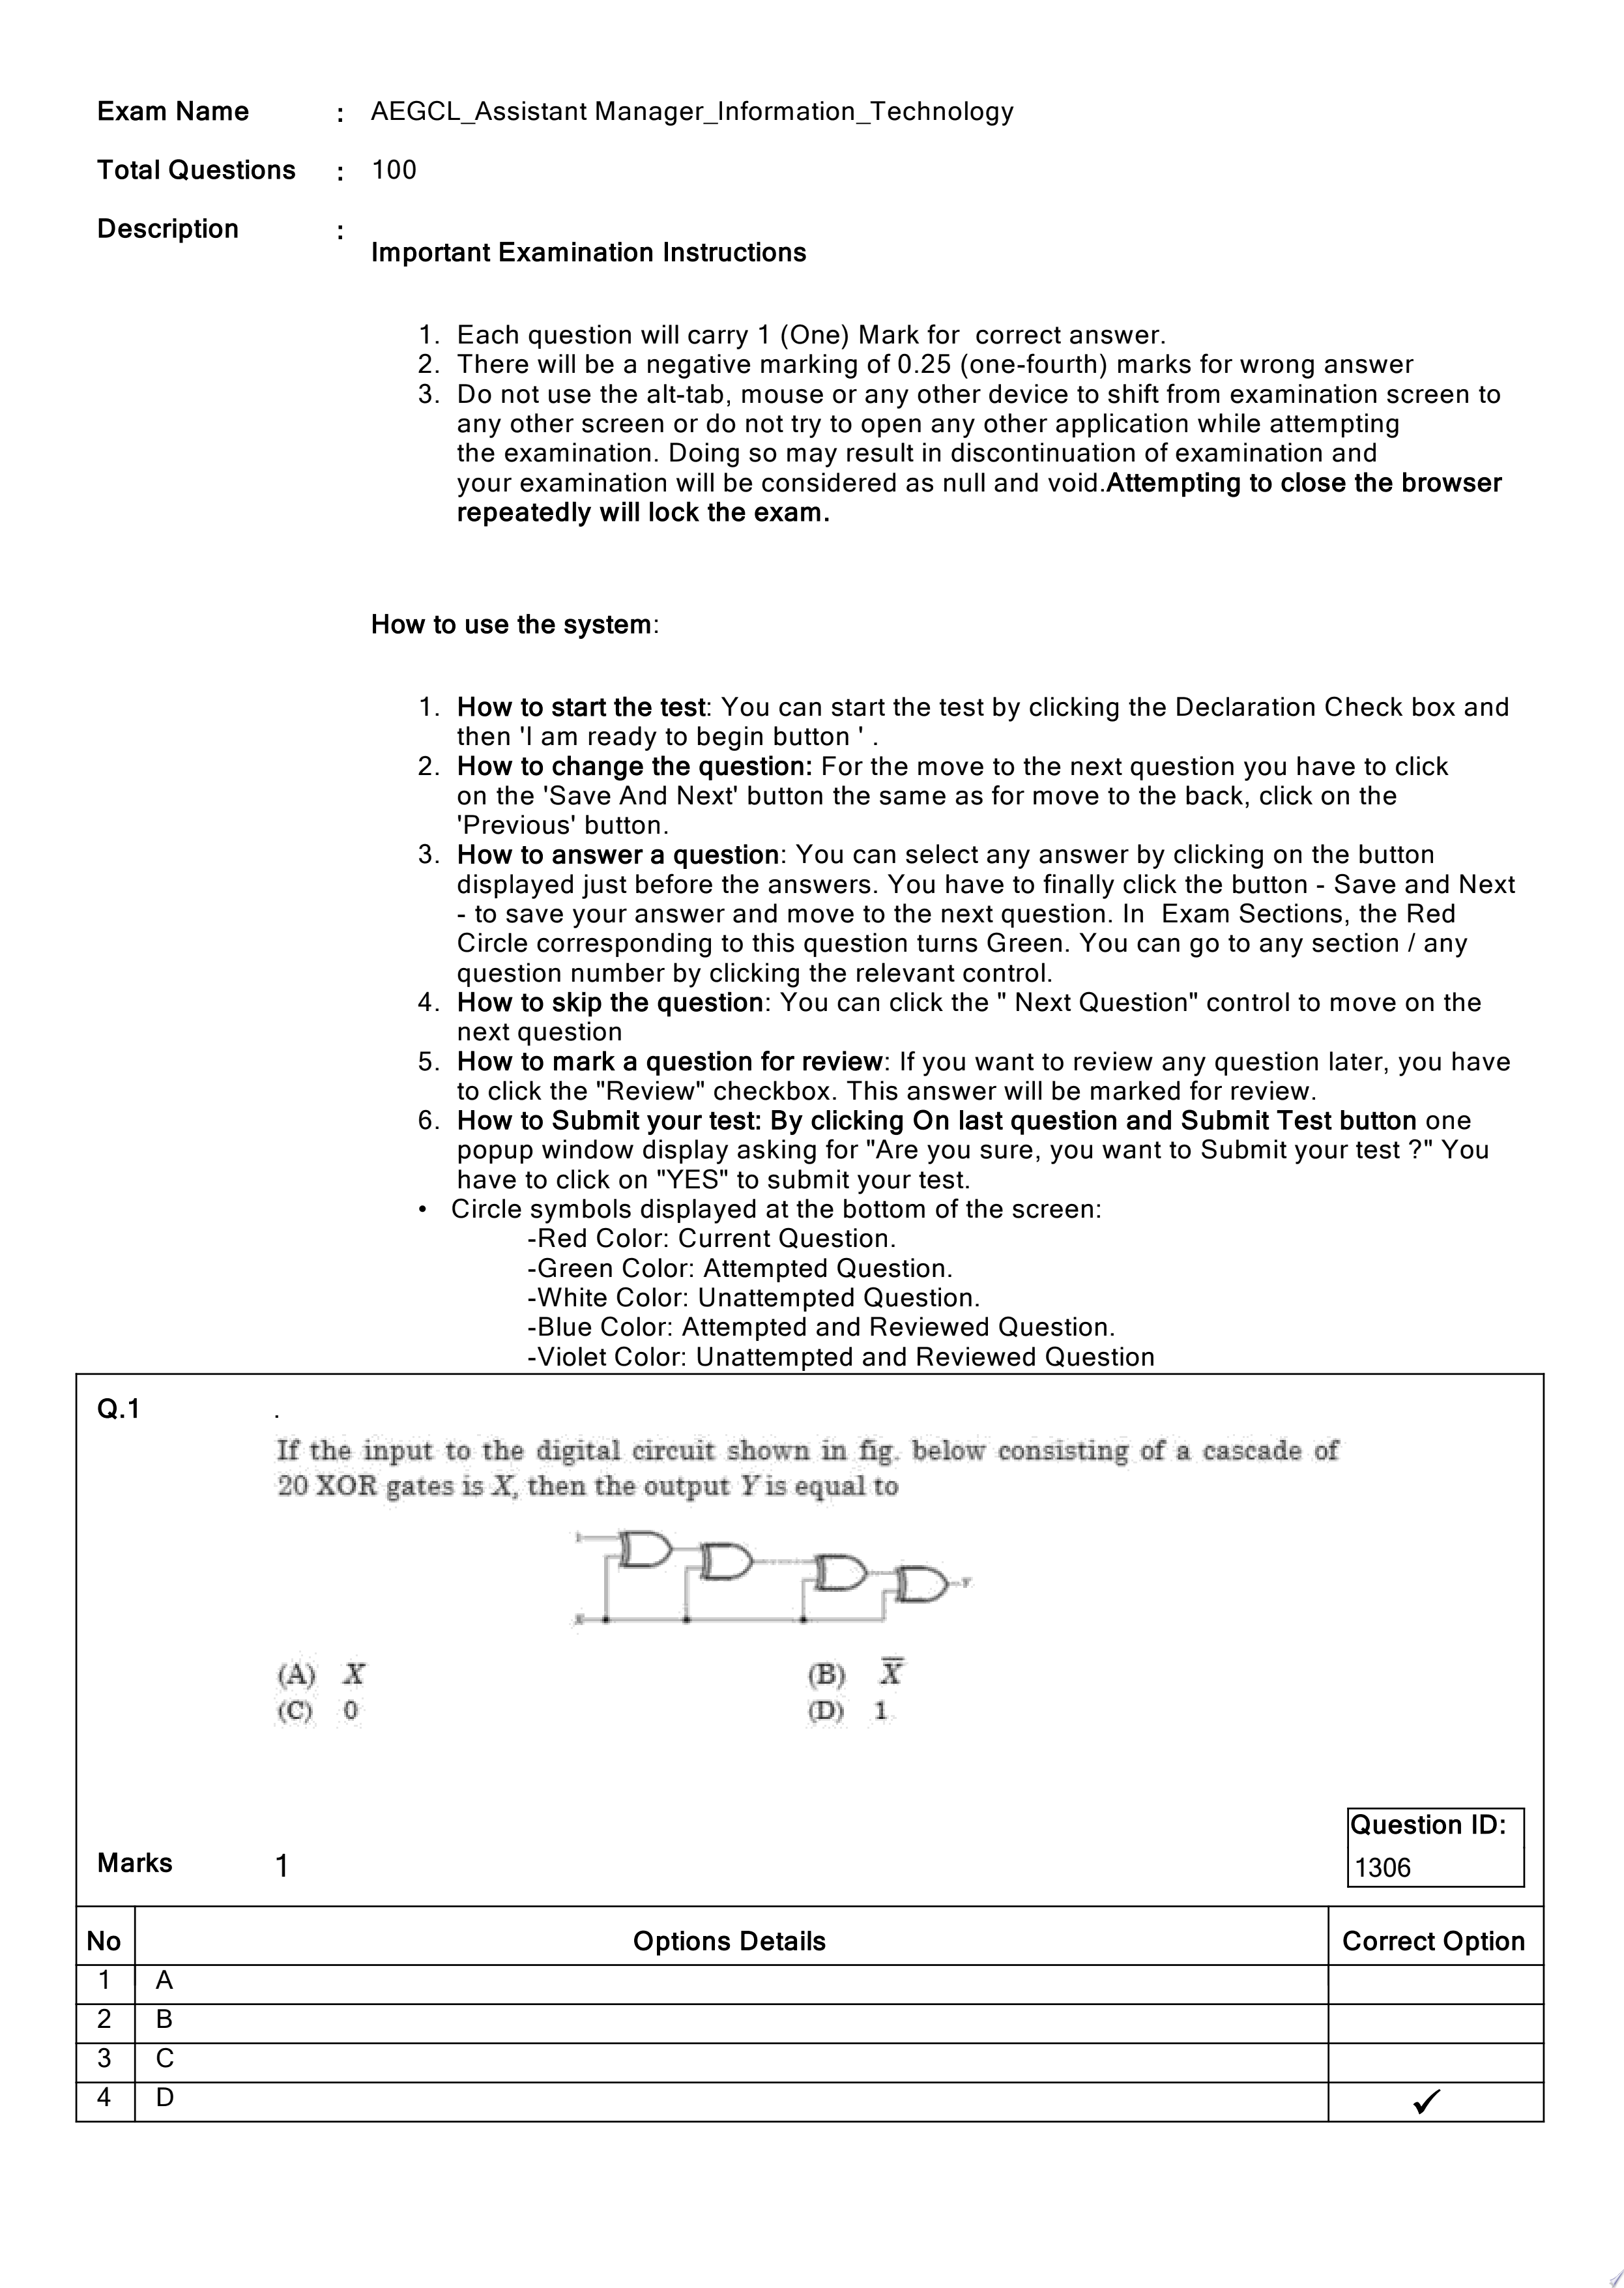 Exam Name : AEGCL_Assistant Manager_Information_Technology
Total Questions : 100
Description :
Important Examination Instructions
1. Each question will carry 1 (One) Mark for correct answer.
2. There will be a negative marking of 0.25 (one-fourth) marks for wrong answer
3. Do not use the alt-tab, mouse or any other device to shift from examination screen to
any other screen or do not try to open any other application while attempting
the examination. Doing so may result in discontinuation of examination and
your examination will be considered as null and void.Attempting to close the browser
repeatedly will lock the exam.
How to use the system:
1. How to start the test: You can start the test by clicking the Declaration Check box and
then 'I am ready to begin button ' .
2. How to change the question: For the move to the next question you have to click
on the 'Save And Next' button the same as for move to the back, click on the
'Previous' button.
3. How to answer a question: You can select any answer by clicking on the button
displayed just before the answers. You have to finally click the button - Save and Next
- to save your answer and move to the next question. In Exam Sections, the Red
Circle corresponding to this question turns Green. You can go to any section / any
question number by clicking the relevant control.
4. How to skip the question: You can click the " Next Question" control to move on the
next question
5. How to mark a question for review: If you want to review any question later, you have
to click the "Review" checkbox. This answer will be marked for review.
6. How to Submit your test: By clicking On last question and Submit Test button one
popup window display asking for "Are you sure, you want to Submit your test ?" You
have to click on "YES" to submit your test.
• Circle symbols displayed at the bottom of the screen:
-Red Color: Current Question.
-Green Color: Attempted Question.
-White Color: Unattempted Question.
-Blue Color: Attempted and Reviewed Question.
-Violet Color: Unattempted and Reviewed Question
Q.1 .
If the input to the digital circuit shown in fig. below consisting of a cascade of
20 XOR gates is X, then the output Y is equal to
1
Y
X
(A) X (B) X̅
(C) 0 (D) 1
Question ID:
Marks 1 1306
No Options Details Correct Option
1 A
2 B
3 C
4 D ✓